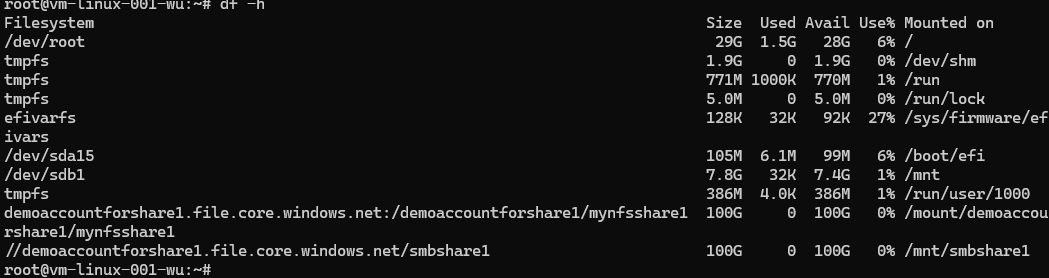 root@vm-linux-001-wu:~# df -h
Filesystem Size Used Avail Use% Mounted on
/dev/root 29G 1.5G 28G 6% /
tmpfs 1.9G 0 1.9G 0% /dev/shm
tmpfs 771M 1000K 770M 1% /run
tmpfs 5.0M 0 5.0M 0% /run/lock
efivarfs 128K 32K 92K 27% /sys/firmware/ef
ivars
/dev/sda15 105M 6.1M 99M 6% /boot/efi
/dev/sdb1 7.8G 32K 7.4G 1% /mnt
tmpfs 386M 4.0K 386M 1% /run/user/1000
demoaccountforshare1.file.core.windows.net:/demoaccountforshare1/mynfsshare1 100G 0 100G 0% /mount/demoaccou
rshare1/mynfsshare1
//demoaccountforshare1.file.core.windows.net/smbshare1 100G 0 100G 0% /mnt/smbshare1
root@vm-linux-001-wu:~#